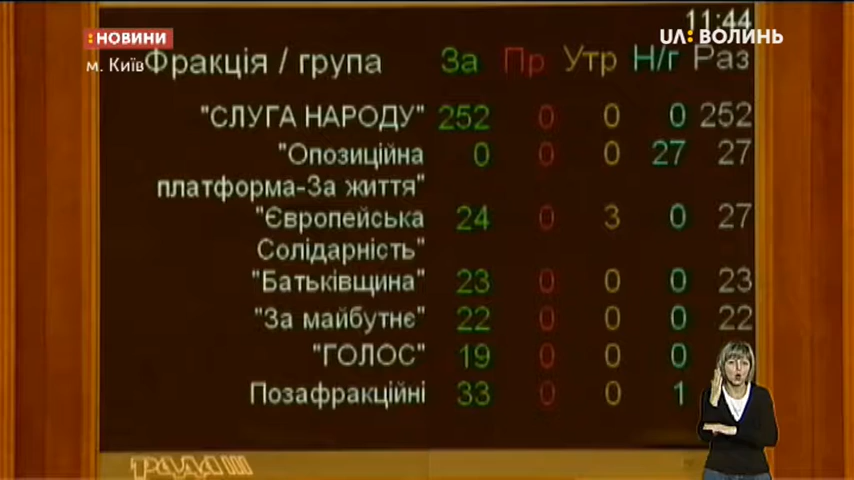 11:44
:НОВИНИ
UA: ВОЛИНЬ
м. Київ
Фракція / група За Пр Утр Н/г Раз
"СЛУГА НАРОДУ" 252 0 0 0 252
"Опозиційна 0 0 0 27 27
платформа-За життя"
"Європейська 24 0 3 0 27
Солідарність"
"Батьківщина" 23 0 0 0 23
"За майбутнє" 22 0 0 0 22
"ГОЛОС" 19 0 0 0
Позафракційні 33 0 0 1
РАДА